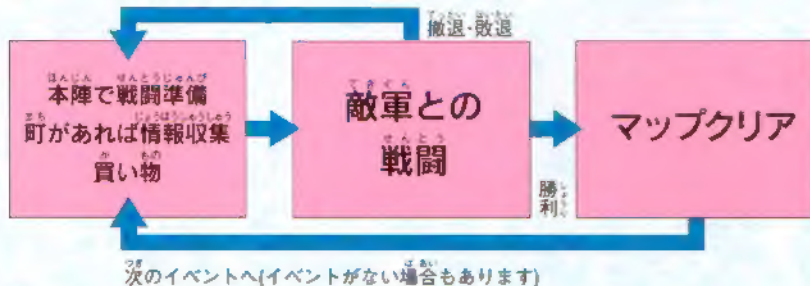 撤退・敗退
本陣で戦闘準備
町があれば情報収集
買い物
敵軍との
戦闘
勝利
マップクリア
次のイベントへ(イベントがない場合もあります)